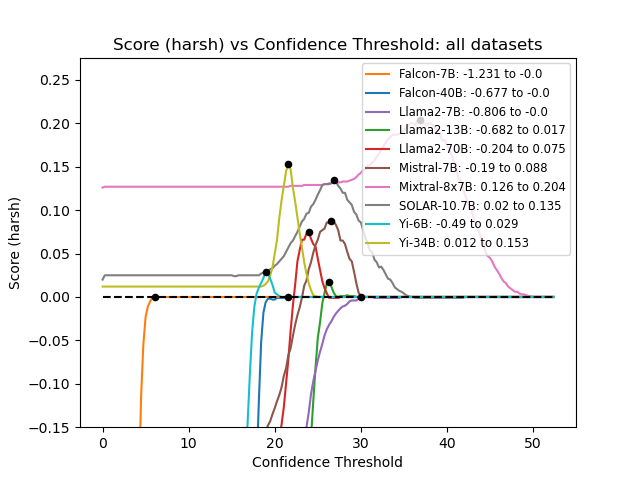 Score (harsh) vs Confidence Threshold: all datasets
Falcon-7B: -1.231 to -0.0
Falcon-40B: -0.677 to -0.0
Llama2-7B: -0.806 to -0.0
Llama2-13B: -0.682 to 0.017
Llama2-70B: -0.204 to 0.075
Mistral-7B: -0.19 to 0.088
Mixtral-8x7B: 0.126 to 0.204
SOLAR-10.7B: 0.02 to 0.135
Yi-6B: -0.49 to 0.029
Yi-34B: 0.012 to 0.153
Score (harsh)
0.25
0.20
0.15
0.10
0.05
0.00
−0.05
−0.10
−0.15
0 10 20 30 40 50
Confidence Threshold